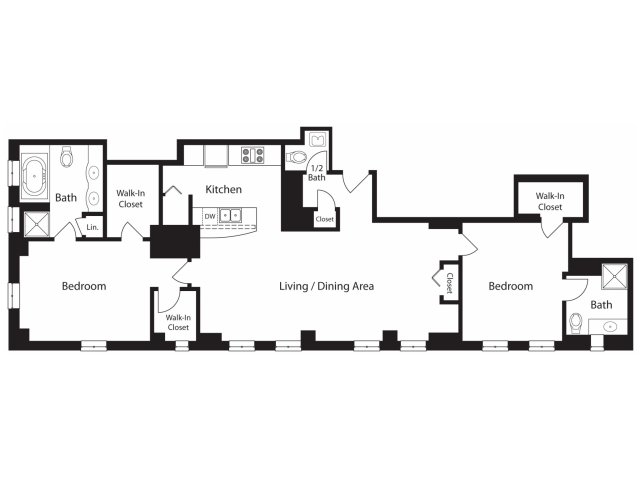 Bath
Walk-In
Closet
Lin.
Kitchen
DW
1/2
Bath
Closet
Walk-In
Closet
Bedroom
Walk-In
Closet
Living / Dining Area
Closet
Bedroom
Bath